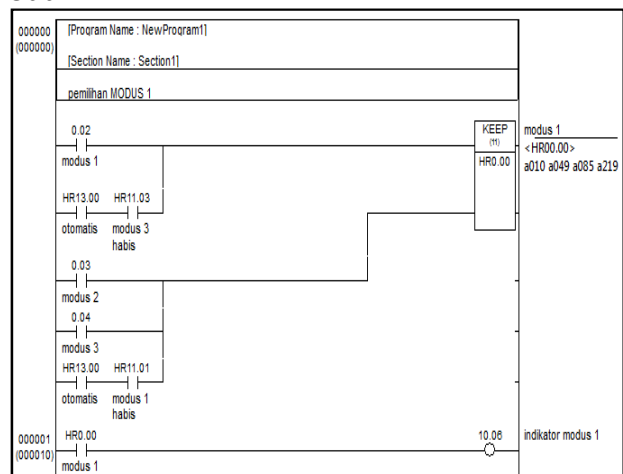 000000
(000000)
[Program Name : NewProgram1]
[Section Name : Section1]
pemilihan MODUS 1
0.02
modus 1
KEEP
(11)
HR0.00
modus 1
<HR00.00>
a010 a049 a085 a219
HR13.00 HR11.03
otomatis modus 3
habis
0.03
modus 2
0.04
modus 3
HR13.00 HR11.01
otomatis modus 1
habis
000001
(000010)
HR0.00
modus 1
10.06
indikator modus 1